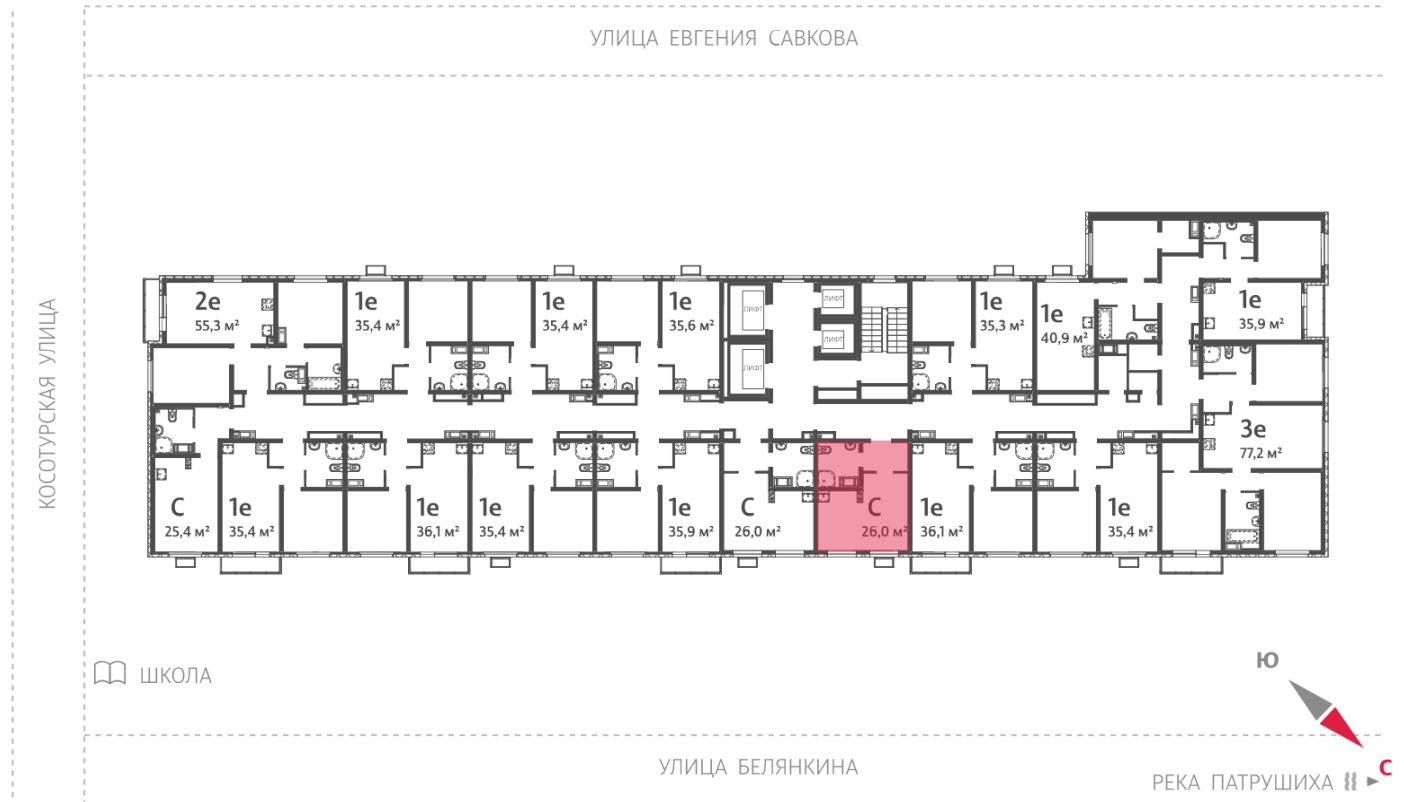 УЛИЦА ЕВГЕНИЯ САВКОВА
КОСОТУРСКАЯ УЛИЦА
2е
55,3 м²
1е
35,4 м²
1е
35,4 м²
1е
35,6 м²
ЛИФТ
ЛИФТ
ЛИФТ
ЛИФТ
1е
35,3 м²
1е
40,9 м²
1е
35,9 м²
3е
77,2 м²
С
25,4 м²
1е
35,4 м²
1е
36,1 м²
1е
35,4 м²
1е
35,9 м²
С
26,0 м²
С
26,0 м²
1е
36,1 м²
1е
35,4 м²
ШКОЛА
Ю
С
УЛИЦА БЕЛЯНКИНА
РЕКА ПАТРУШИХА